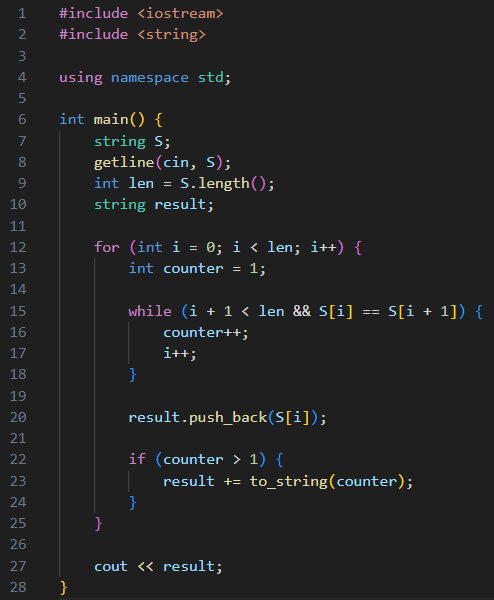 1 #include <iostream>
2 #include <string>
3
4 using namespace std;
5
6 int main() {
7     string S;
8     getline(cin, S);
9     int len = S.length();
10     string result;
11
12     for (int i = 0; i < len; i++) {
13         int counter = 1;
14
15         while (i + 1 < len && S[i] == S[i + 1]) {
16             counter++;
17             i++;
18         }
19
20         result.push_back(S[i]);
21
22         if (counter > 1) {
23             result += to_string(counter);
24         }
25     }
26
27     cout << result;
28 }